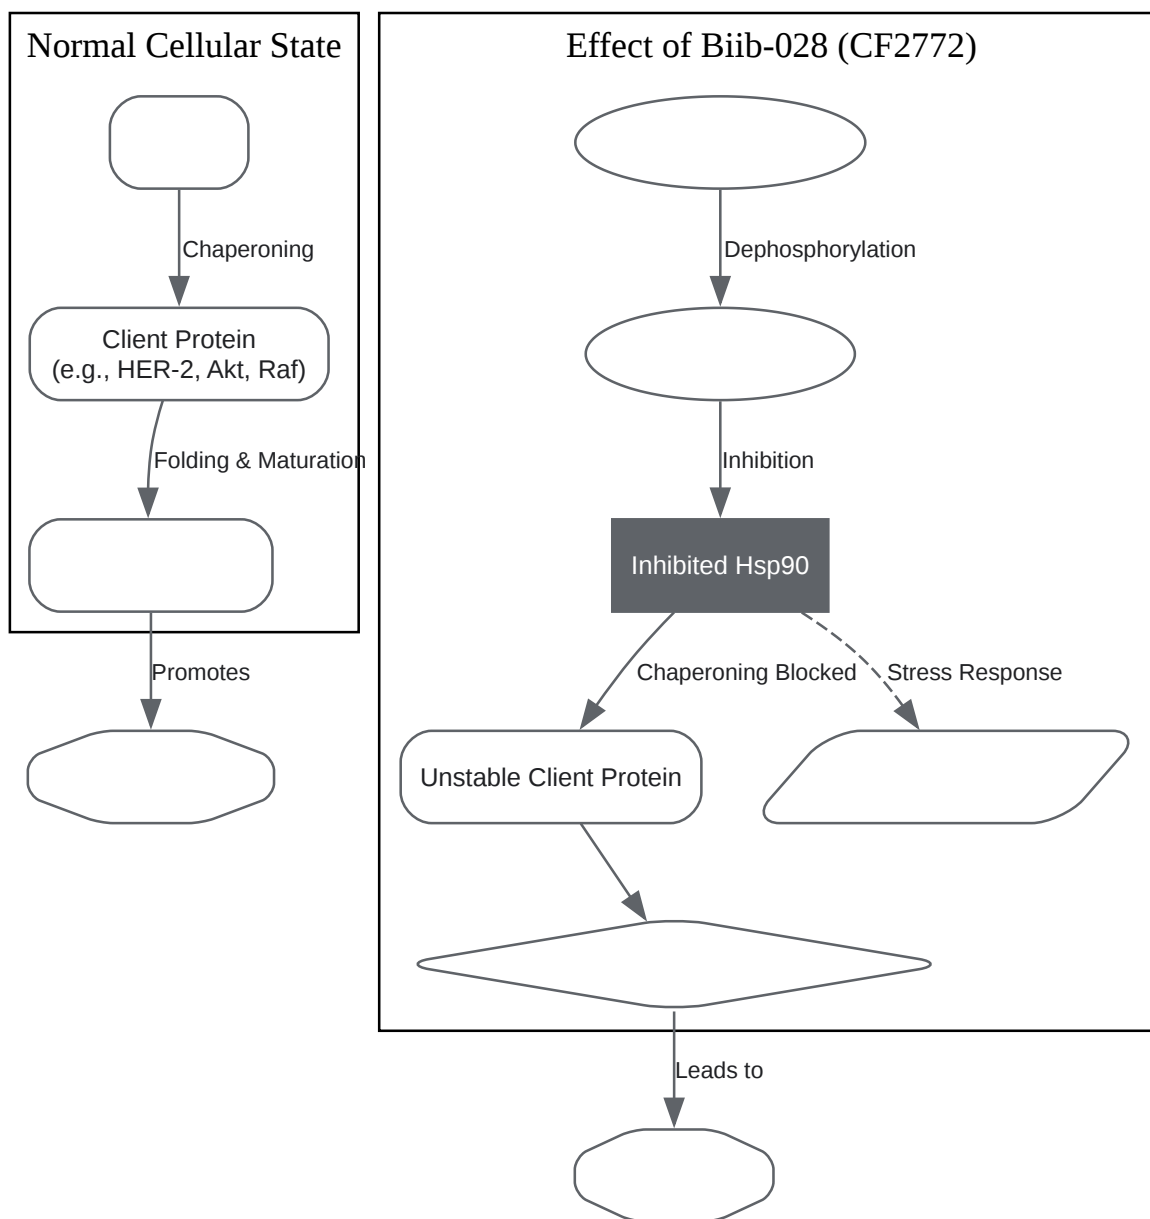 Normal Cellular State
Chaperoning
Client Protein
(e.g., HER-2, Akt, Raf)
Folding & Maturation
Promotes
Effect of Biib-028 (CF2772)
Dephosphorylation
Inhibition
Inhibited Hsp90
Chaperoning Blocked
Stress Response
Unstable Client Protein
Leads to